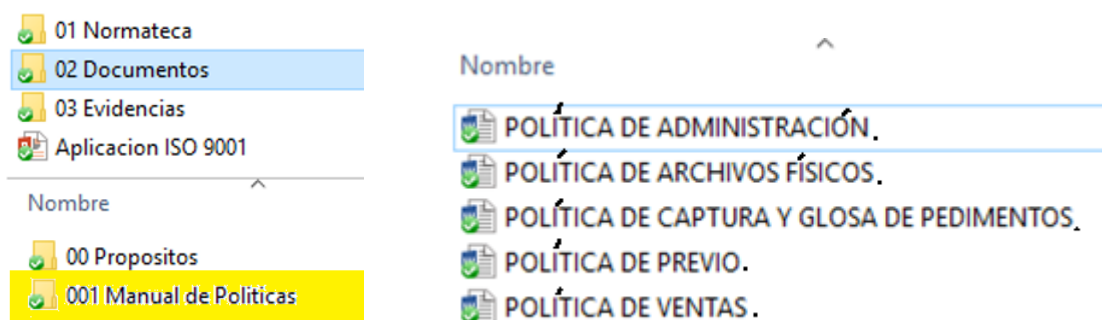 01 Normateca
02 Documentos
03 Evidencias
Aplicacion ISO 9001
Nombre
00 Propositos
001 Manual de Politicas
Nombre
POLÍTICA DE ADMINISTRACIÓN.
POLÍTICA DE ARCHIVOS FÍSICOS.
POLÍTICA DE CAPTURA Y GLOSA DE PEDIMENTOS.
POLÍTICA DE PREVIO.
POLÍTICA DE VENTAS.